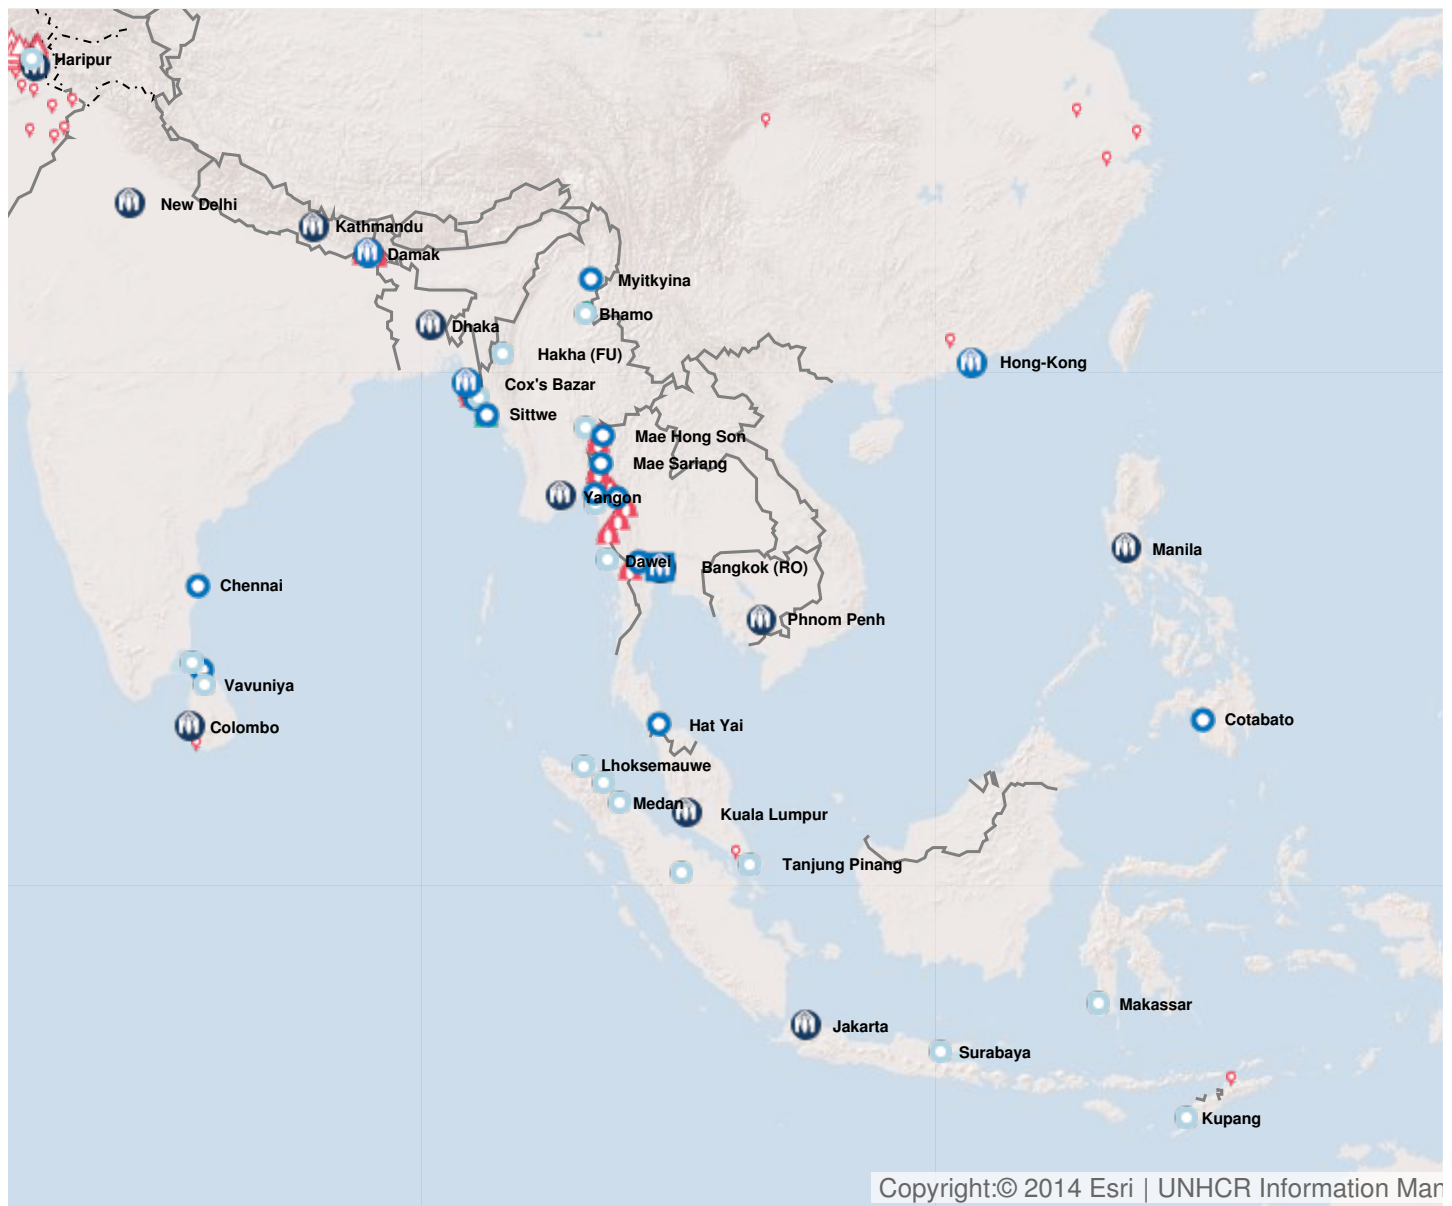 Haripur
New Delhi
Kathmandu
Damak
Myitkyina
Bhamo
Dhaka
Hakha (FU)
Hong-Kong
Cox's Bazar
Sittwe
Mae Hong Son
Mae Sariang
Yangon
Manila
Dawei
Bangkok (RO)
Chennai
Phnom Penh
Vavuniya
Cotabato
Hat Yai
Colombo
Lhoksemauwe
Medan
Kuala Lumpur
Tanjung Pinang
Makassar
Jakarta
Surabaya
Kupang
Copyright:© 2014 Esri | UNHCR Information Man